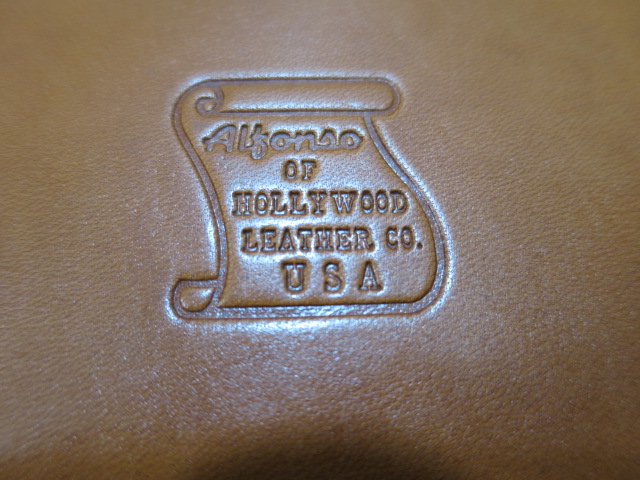 Alfonso
OF
HOLLYWOOD
LEATHER CO.
USA